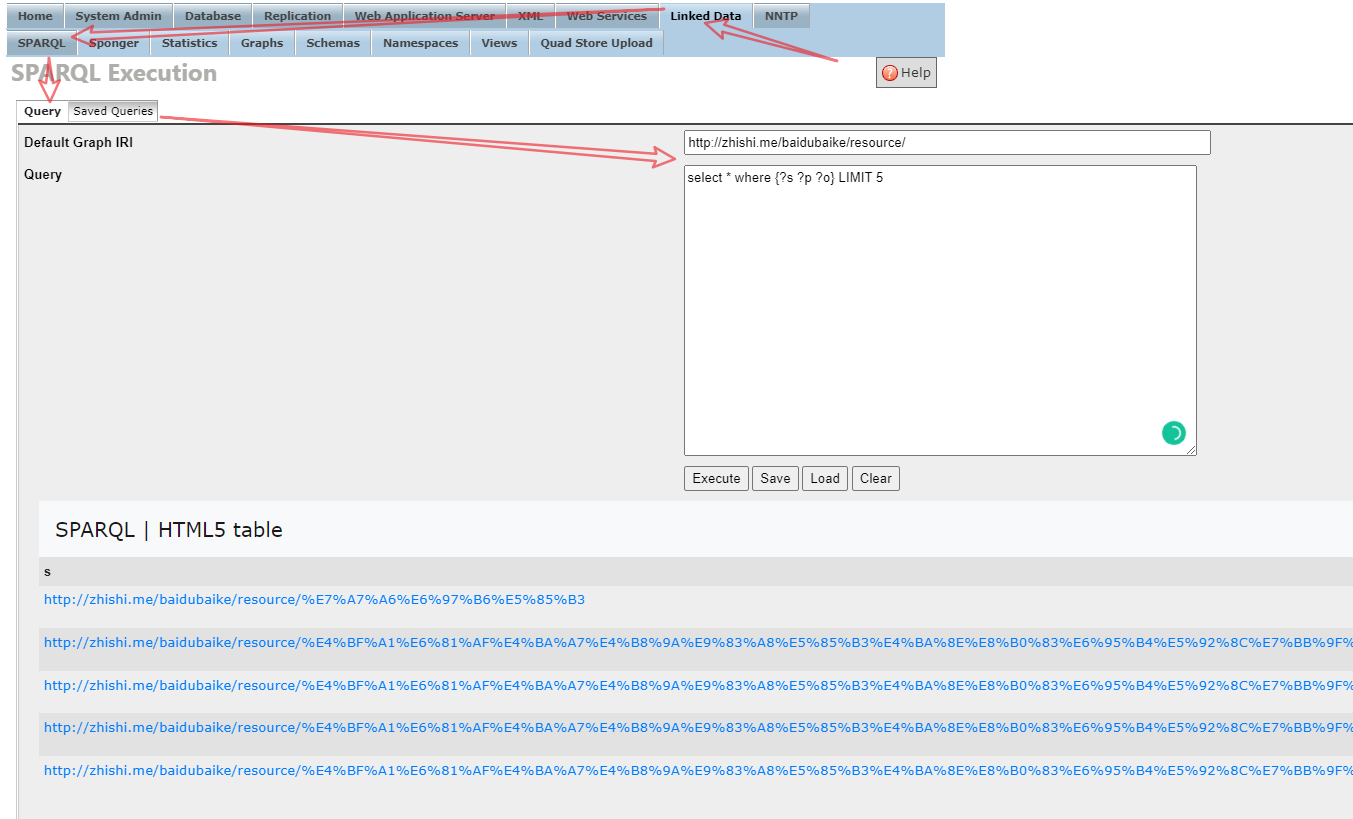 Home System Admin Database Replication Web Application Server XML Web Services Linked Data NNTP
SPARQL Sponger Statistics Graphs Schemas Namespaces Views Quad Store Upload
SPARQL Execution
? Help
Query Saved Queries
Default Graph IRI http://zhishi.me/baidubaike/resource/
Query select * where {?s ?p ?o} LIMIT 5
Execute Save Load Clear
SPARQL | HTML5 table
s
http://zhishi.me/baidubaike/resource/%E7%A7%A6%E6%97%B6%E5%85%B3
http://zhishi.me/baidubaike/resource/%E4%BF%A1%E6%81%AF%E4%BA%A7%E4%B8%9A%E9%83%A8%E5%85%B3%E4%BA%8E%E8%B0%83%E6%95%B4%E5%92%8C%E7%BB%9F%
http://zhishi.me/baidubaike/resource/%E4%BF%A1%E6%81%AF%E4%BA%A7%E4%B8%9A%E9%83%A8%E5%85%B3%E4%BA%8E%E8%B0%83%E6%95%B4%E5%92%8C%E7%BB%9F%
http://zhishi.me/baidubaike/resource/%E4%BF%A1%E6%81%AF%E4%BA%A7%E4%B8%9A%E9%83%A8%E5%85%B3%E4%BA%8E%E8%B0%83%E6%95%B4%E5%92%8C%E7%BB%9F%
http://zhishi.me/baidubaike/resource/%E4%BF%A1%E6%81%AF%E4%BA%A7%E4%B8%9A%E9%83%A8%E5%85%B3%E4%BA%8E%E8%B0%83%E6%95%B4%E5%92%8C%E7%BB%9F%